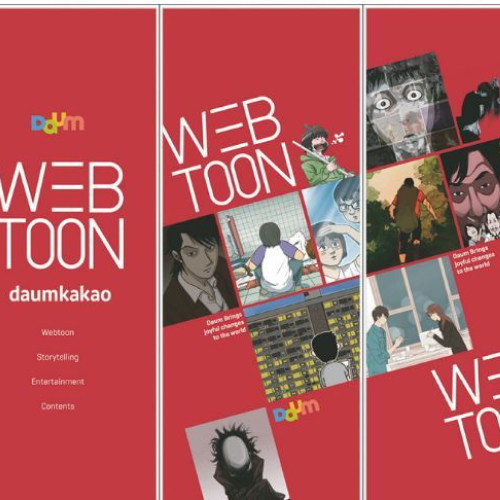 Daum
WEB
TOON
daumkakao
Webtoon
Storytelling
Entertainment
Contents
WEB
TOON
Daum Brings
joyful changes
to the world
Daum
Daum Brings
joyful changes
to the world
WE
TO